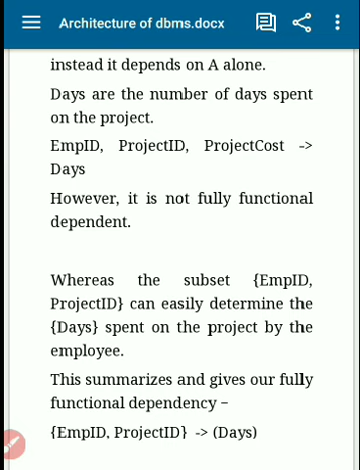 Architecture of dbms.docx
instead it depends on A alone.
Days are the number of days spent
on the project.
EmpID, ProjectID, ProjectCost ->
Days
However, it is not fully functional
dependent.
Whereas the subset {EmpID,
ProjectID} can easily determine the
{Days} spent on the project by the
employee.
This summarizes and gives our fully
functional dependency −
{EmpID, ProjectID} -> (Days)